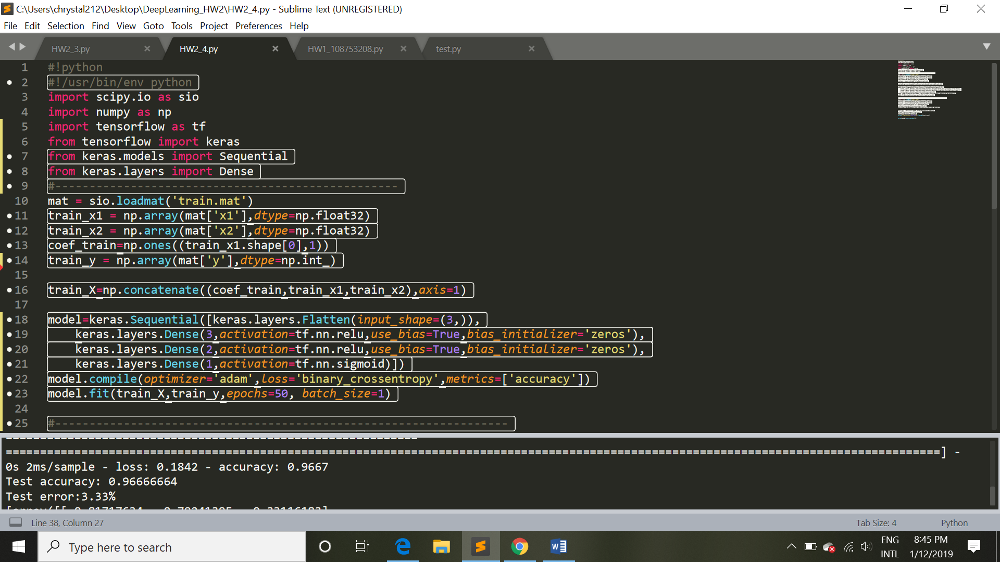 C:\Users\chrystal212\Desktop\DeepLearning_HW2\HW2_4.py - Sublime Text (UNREGISTERED)
File Edit Selection Find View Goto Tools Project Preferences Help
HW2_3.py HW2_4.py HW1_108753208.py test.py
1 #!python
2 #!/usr/bin/env python
3 import scipy.io as sio
4 import numpy as np
5 import tensorflow as tf
6 from tensorflow import keras
7 from keras.models import Sequential
8 from keras.layers import Dense
9 #--------------------------------------------------
10 mat = sio.loadmat('train.mat')
11 train_x1 = np.array(mat['x1'],dtype=np.float32)
12 train_x2 = np.array(mat['x2'],dtype=np.float32)
13 coef_train=np.ones((train_x1.shape[0],1))
14 train_y = np.array(mat['y'],dtype=np.int_)
15
16 train_X=np.concatenate((coef_train,train_x1,train_x2),axis=1)
17
18 model=keras.Sequential([keras.layers.Flatten(input_shape=(3,)),
19 keras.layers.Dense(3,activation=tf.nn.relu,use_bias=True,bias_initializer='zeros'),
20 keras.layers.Dense(2,activation=tf.nn.relu,use_bias=True,bias_initializer='zeros'),
21 keras.layers.Dense(1,activation=tf.nn.sigmoid)])
22 model.compile(optimizer='adam',loss='binary_crossentropy',metrics=['accuracy'])
23 model.fit(train_X,train_y,epochs=50, batch_size=1)
24
25 #------------------------------------------------------------------
========================================================================================================================================] -
0s 2ms/sample - loss: 0.1842 - accuracy: 0.9667
Test accuracy: 0.96666664
Test error:3.33%
Line 38, Column 27 Tab Size: 4 Python
Type here to search
ENG 8:45 PM
INTL 1/12/2019